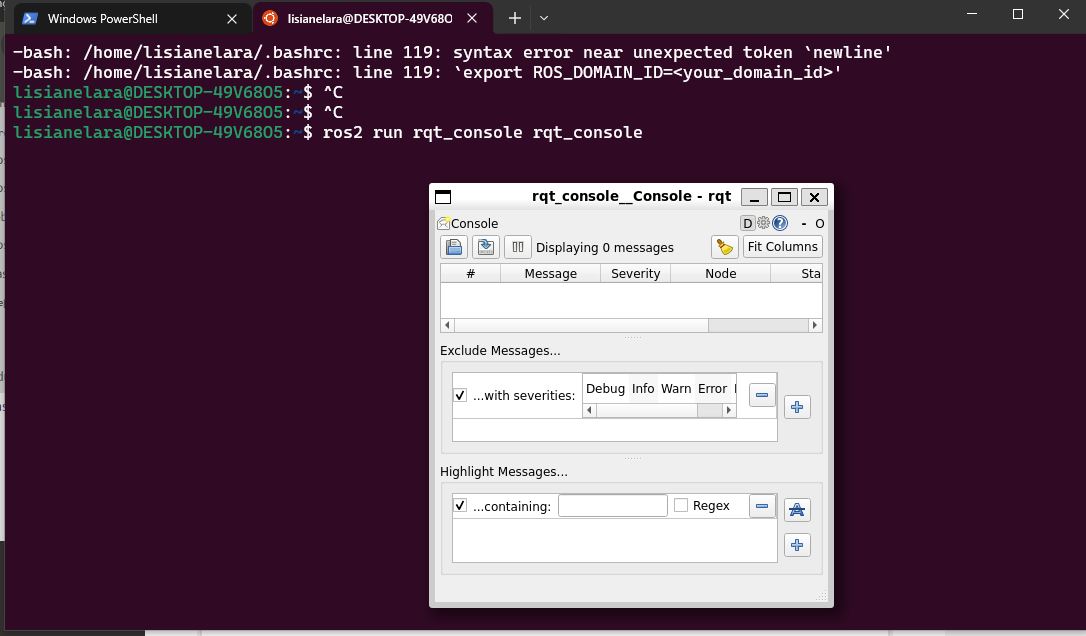 Windows PowerShell
lisianelara@DESKTOP-49V68O
-bash: /home/lisianelara/.bashrc: line 119: syntax error near unexpected token `newline'
-bash: /home/lisianelara/.bashrc: line 119: `export ROS_DOMAIN_ID=<your_domain_id>'
lisianelara@DESKTOP-49V68O5:~$ ^C
lisianelara@DESKTOP-49V68O5:~$ ^C
lisianelara@DESKTOP-49V68O5:~$ ros2 run rqt_console rqt_console
rqt_console__Console - rqt
Console D ? - O
Displaying 0 messages Fit Columns
# Message Severity Node Sta
Exclude Messages...
...with severities: Debug Info Warn Error
Highlight Messages...
...containing: Regex
A